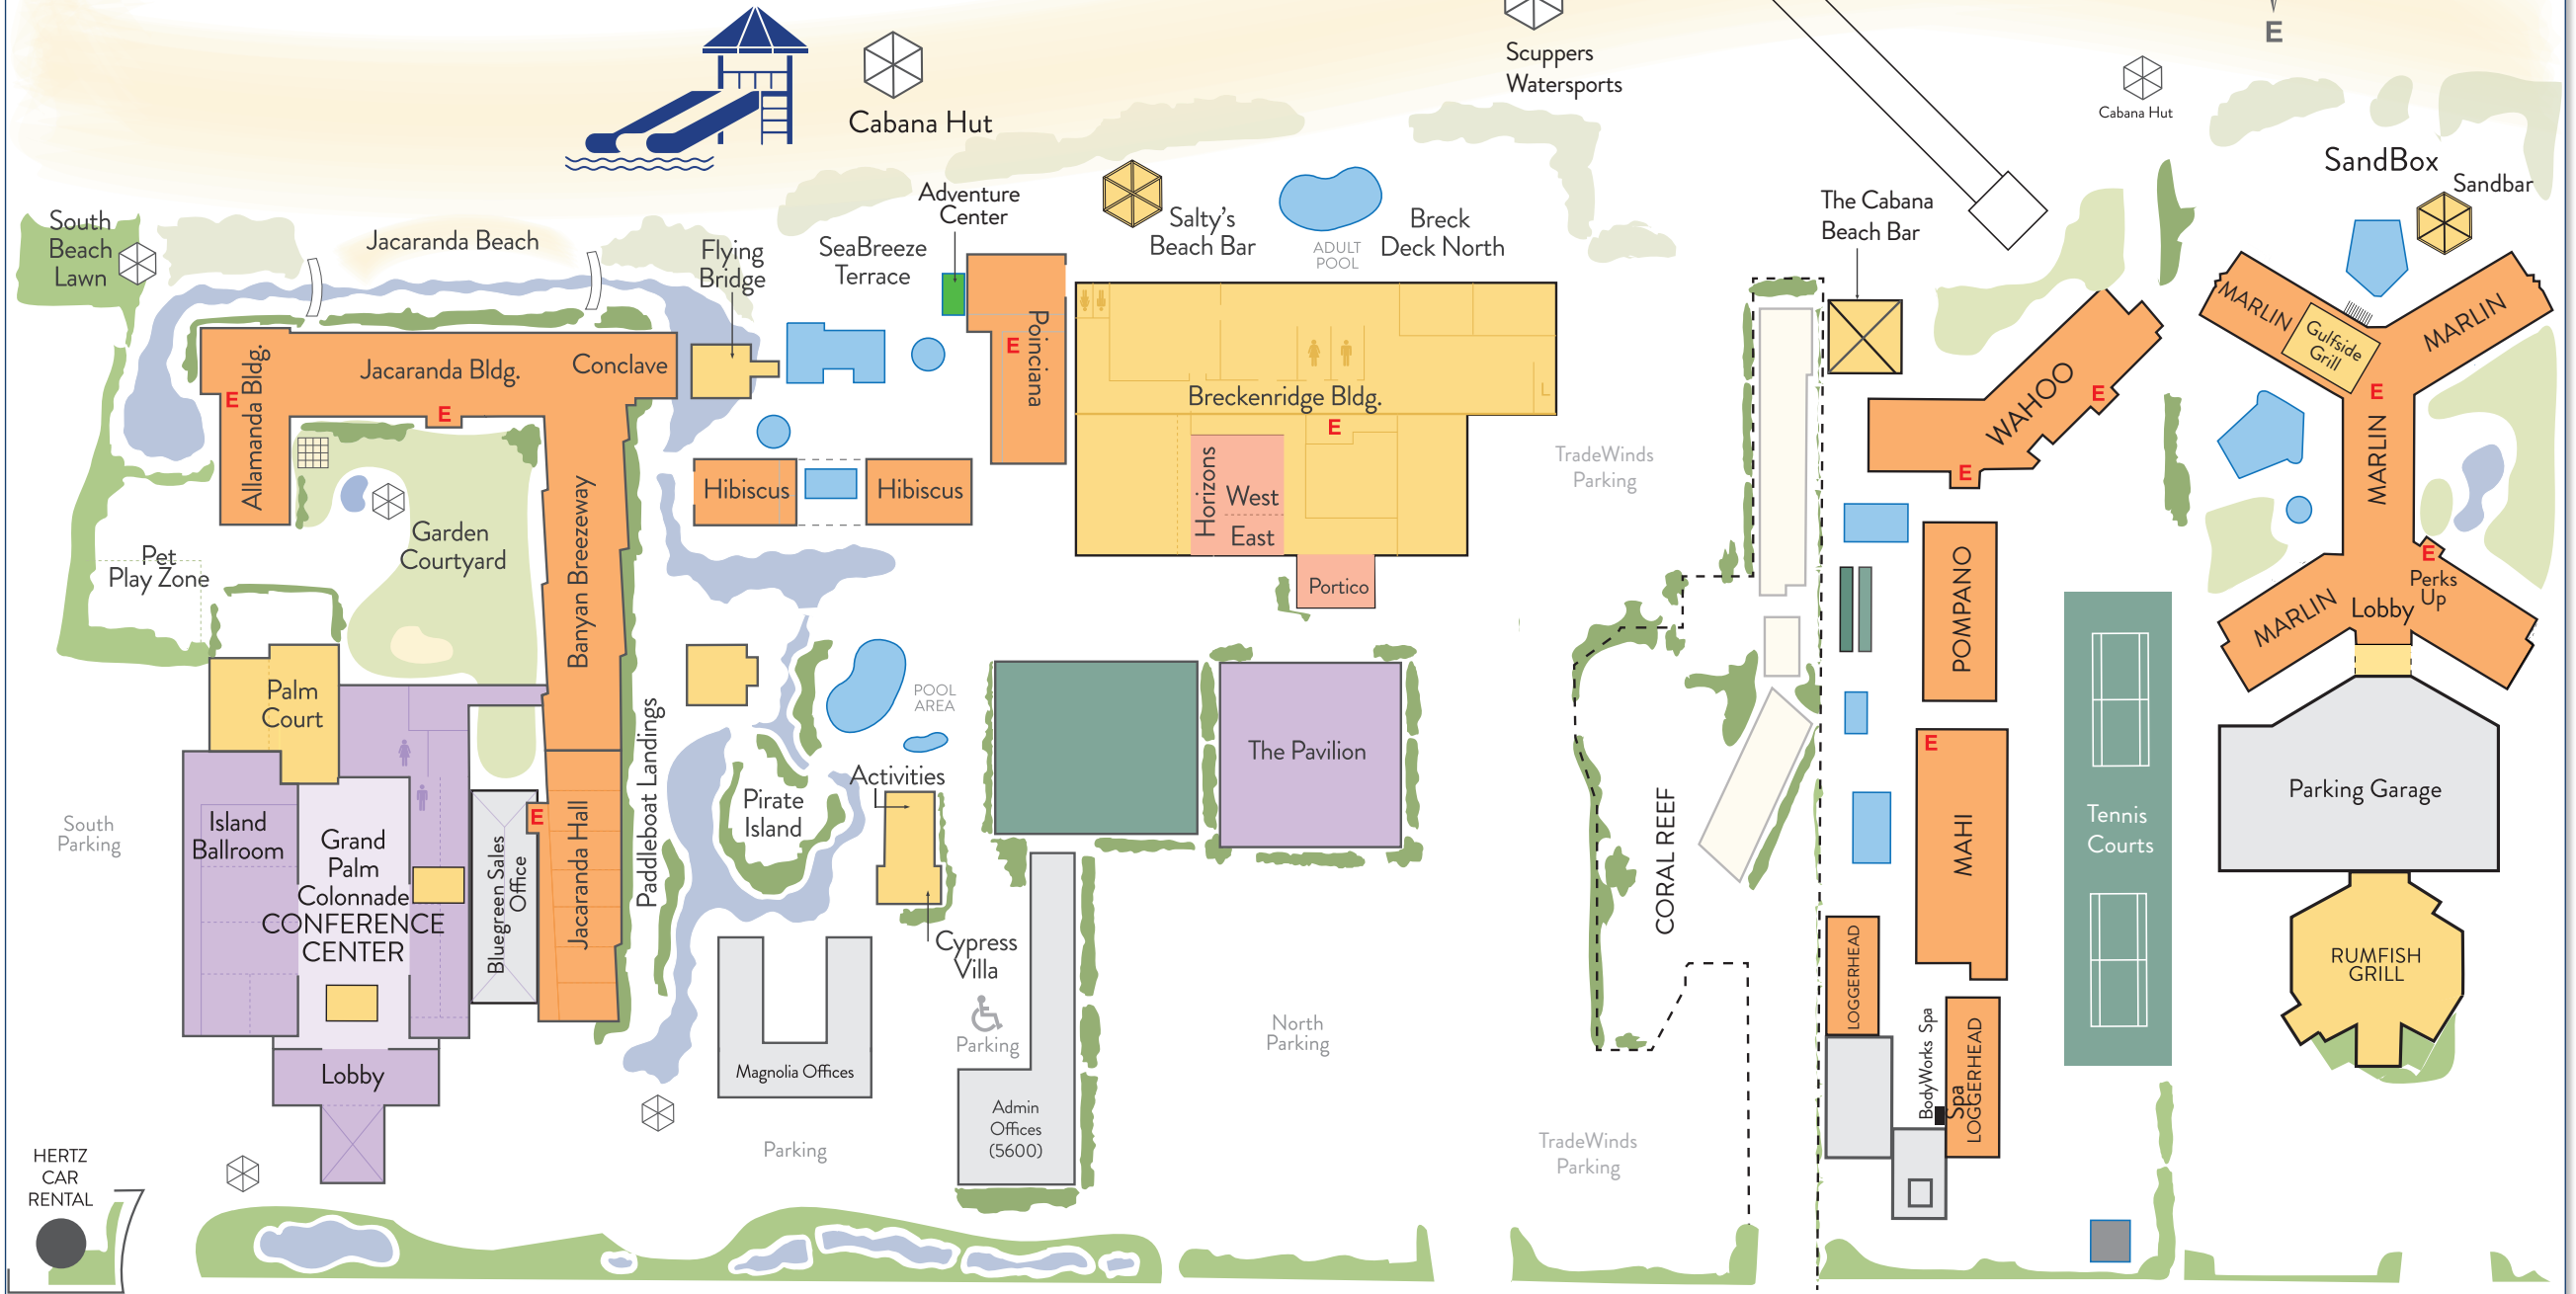 Scuppers
Watersports
E
Cabana Hut
Cabana Hut
SandBox
Sandbar
South
Beach
Lawn
Jacaranda Beach
Flying
Bridge
SeaBreeze
Terrace
Adventure
Center
Salty's
Beach Bar
ADULT
POOL
Breck
Deck North
The Cabana
Beach Bar
MARLIN
Gulfside
Grill
MARLIN
E
MARLIN
Allamanda Bldg.
E
Jacaranda Bldg.
E
Conclave
Poinciana
E
Breckenridge Bldg.
E
L
WAHOO
E
E
Hibiscus
Hibiscus
Horizons
West
East
Portico
TradeWinds
Parking
Garden
Courtyard
Banyan Breezeway
Pet
Play Zone
POMPANO
E
Perks
Up
Lobby
MARLIN
Palm
Court
POOL
AREA
The Pavilion
E
MAHI
Tennis
Courts
Parking Garage
South
Parking
Island
Ballroom
Grand
Palm
Colonnade
CONFERENCE
CENTER
Bluegreen Sales
Office
E
Jacaranda Hall
Paddleboat Landings
Pirate
Island
Activities
Cypress
Villa
CORAL REEF
LOGGERHEAD
RUMFISH
GRILL
Parking
North
Parking
Lobby
Magnolia Offices
Admin
Offices
(5600)
BodyWorks Spa
Spa
LOGGERHEAD
Parking
TradeWinds
Parking
HERTZ
CAR
RENTAL